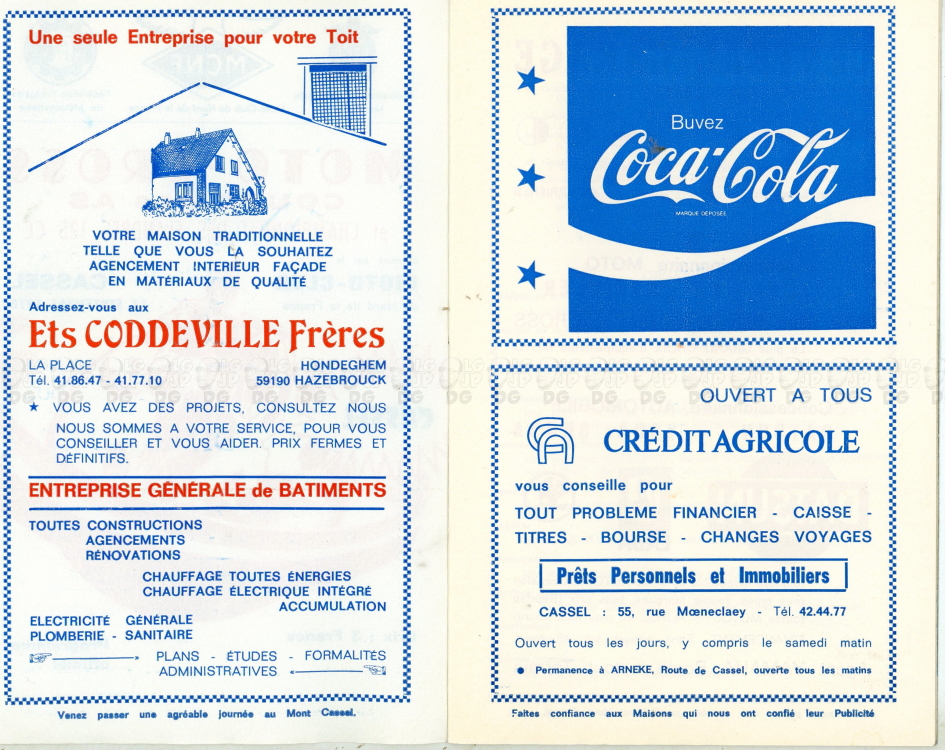 Une seule Entreprise pour votre Toit
VOTRE MAISON TRADITIONNELLE
TELLE QUE VOUS LA SOUHAITEZ
AGENCEMENT INTERIEUR FAÇADE
EN MATÉRIAUX DE QUALITÉ
Adressez-vous aux
Ets CODDEVILLE Frères
LA PLACE HONDEGHEM
Tél. 41.86.47 - 41.77.10 59190 HAZEBROUCK
★ VOUS AVEZ DES PROJETS, CONSULTEZ NOUS
NOUS SOMMES A VOTRE SERVICE, POUR VOUS
CONSEILLER ET VOUS AIDER. PRIX FERMES ET
DÉFINITIFS.
ENTREPRISE GÉNÉRALE de BATIMENTS
TOUTES CONSTRUCTIONS
AGENCEMENTS
RÉNOVATIONS
CHAUFFAGE TOUTES ÉNERGIES
CHAUFFAGE ÉLECTRIQUE INTÉGRÉ
ACCUMULATION
ELECTRICITÉ GÉNÉRALE
PLOMBERIE - SANITAIRE
PLANS - ÉTUDES - FORMALITÉS
ADMINISTRATIVES
Venez passer une agréable journée au Mont Cassel.
Buvez
Coca-Cola
MARQUE DÉPOSÉE
OUVERT A TOUS
CA CRÉDIT AGRICOLE
vous conseille pour
TOUT PROBLEME FINANCIER - CAISSE -
TITRES - BOURSE - CHANGES VOYAGES
Prêts Personnels et Immobiliers
CASSEL : 55, rue Mœneclaey - Tél. 42.44.77
Ouvert tous les jours, y compris le samedi matin
● Permanence à ARNEKE, Route de Cassel, ouverte tous les matins
Faites confiance aux Maisons qui nous ont confié leur Publicité